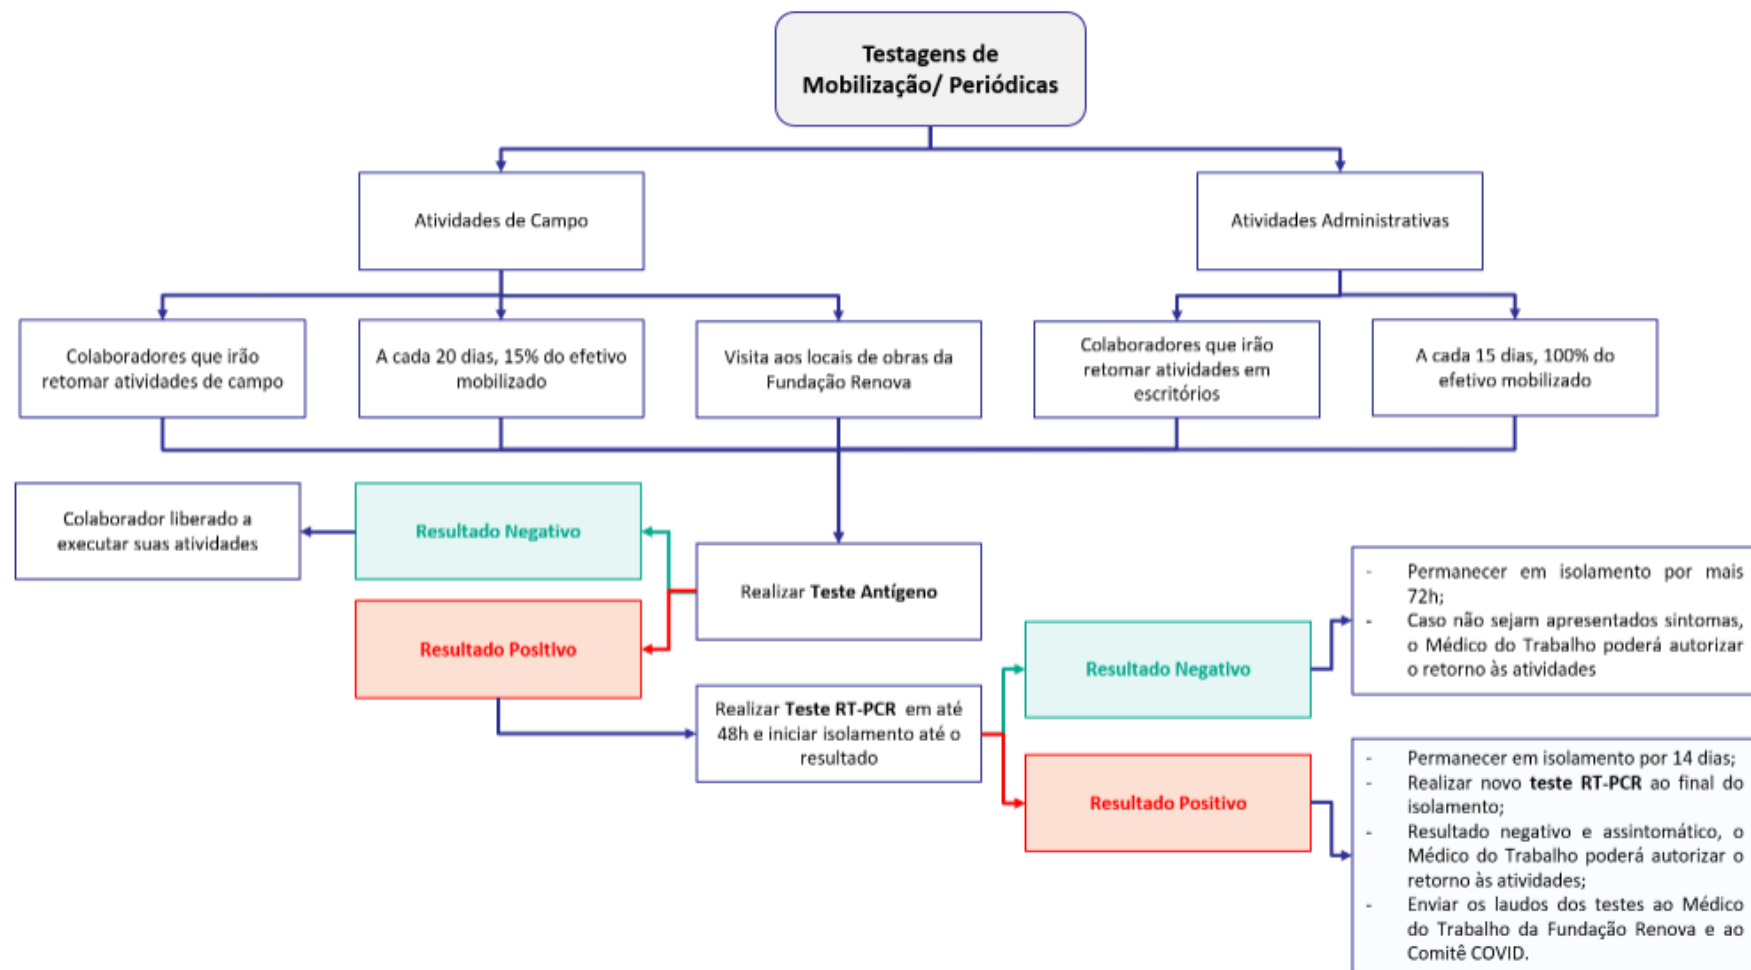 Testagens de
Mobilização/ Periódicas
Atividades de Campo
Atividades Administrativas
Colaboradores que irão
retomar atividades de campo
A cada 20 dias, 15% do efetivo
mobilizado
Visita aos locais de obras da
Fundação Renova
Colaboradores que irão
retomar atividades em
escritórios
A cada 15 dias, 100% do
efetivo mobilizado
Colaborador liberado a
executar suas atividades
Resultado Negativo
Realizar Teste Antígeno
Resultado Positivo
Realizar Teste RT-PCR em até
48h e iniciar isolamento até o
resultado
Resultado Negativo
- Permanecer em isolamento por mais
72h;
- Caso não sejam apresentados sintomas,
o Médico do Trabalho poderá autorizar
o retorno às atividades
Resultado Positivo
- Permanecer em isolamento por 14 dias;
- Realizar novo teste RT-PCR ao final do
isolamento;
- Resultado negativo e assintomático, o
Médico do Trabalho poderá autorizar o
retorno às atividades;
- Enviar os laudos dos testes ao Médico
do Trabalho da Fundação Renova e ao
Comitê COVID.